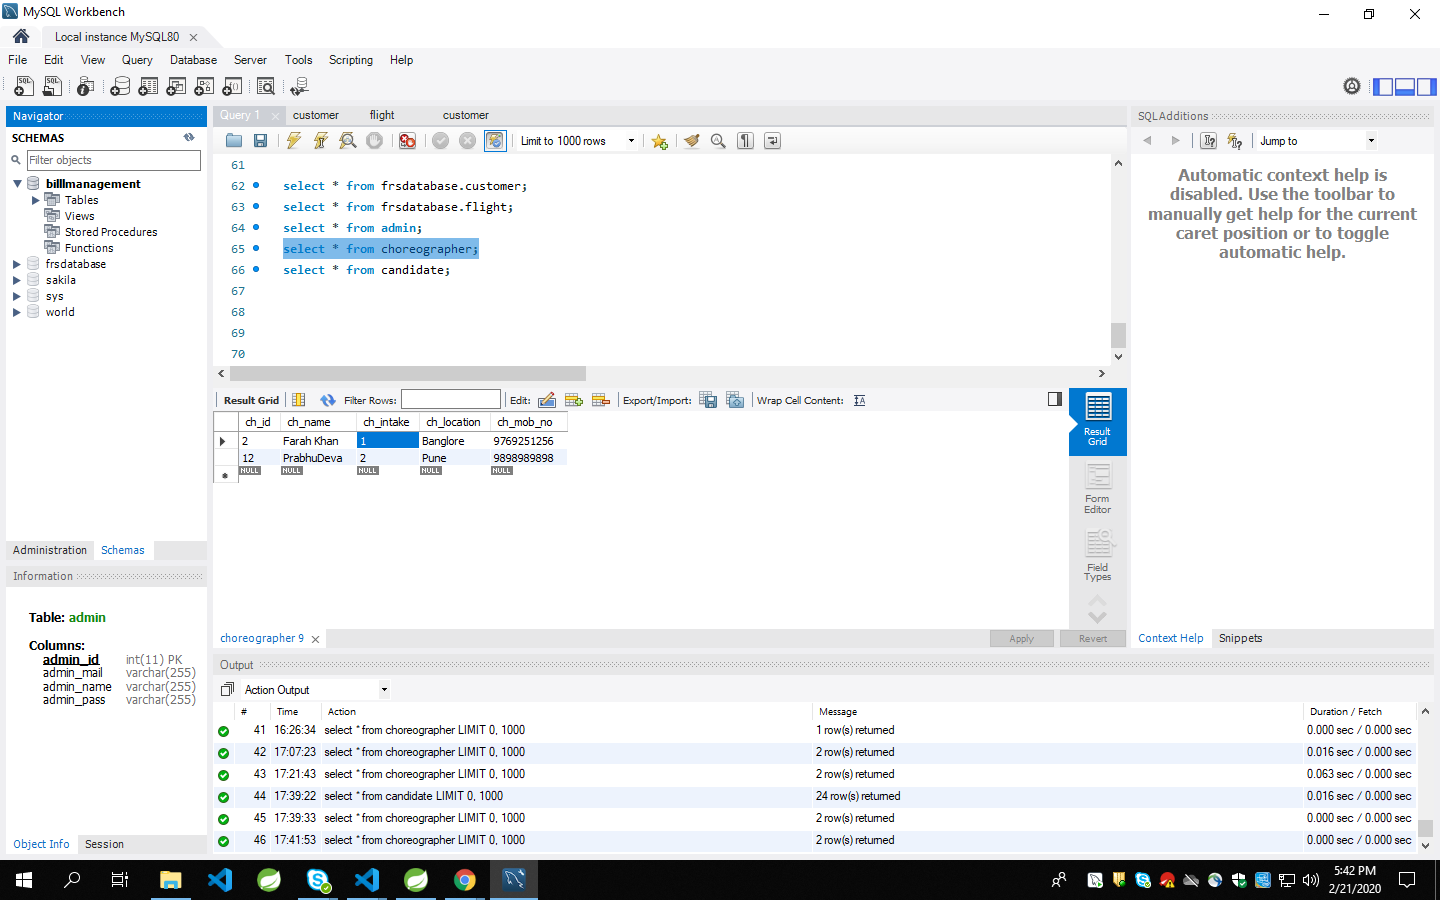 MySQL Workbench
Local instance MySQL80
File Edit View Query Database Server Tools Scripting Help
Navigator
SCHEMAS
Filter objects
billlmanagement
Tables
Views
Stored Procedures
Functions
frsdatabase
sakila
sys
world
Administration Schemas
Information
Table: admin
Columns:
admin_id int(11) PK
admin_mail varchar(255)
admin_name varchar(255)
admin_pass varchar(255)
Object Info Session
Query 1 customer flight customer
Limit to 1000 rows
61
62 select * from frsdatabase.customer;
63 select * from frsdatabase.flight;
64 select * from admin;
65 select * from choreographer;
66 select * from candidate;
67
68
69
70
Result Grid Filter Rows: Edit: Export/Import: Wrap Cell Content:
ch_id ch_name ch_intake ch_location ch_mob_no
2 Farah Khan 1 Banglore 9769251256
12 PrabhuDeva 2 Pune 9898989898
NULL NULL NULL NULL NULL
Result Grid
Form Editor
Field Types
choreographer 9 Apply Revert
SQLAdditions
Jump to
Automatic context help is
disabled. Use the toolbar to
manually get help for the current
caret position or to toggle
automatic help.
Context Help Snippets
Output
Action Output
# Time Action Message Duration / Fetch
41 16:26:34 select * from choreographer LIMIT 0, 1000 1 row(s) returned 0.000 sec / 0.000 sec
42 17:07:23 select * from choreographer LIMIT 0, 1000 2 row(s) returned 0.016 sec / 0.000 sec
43 17:21:43 select * from choreographer LIMIT 0, 1000 2 row(s) returned 0.063 sec / 0.000 sec
44 17:39:22 select * from candidate LIMIT 0, 1000 24 row(s) returned 0.016 sec / 0.000 sec
45 17:39:33 select * from choreographer LIMIT 0, 1000 2 row(s) returned 0.000 sec / 0.000 sec
46 17:41:53 select * from choreographer LIMIT 0, 1000 2 row(s) returned 0.000 sec / 0.000 sec
5:42 PM
2/21/2020